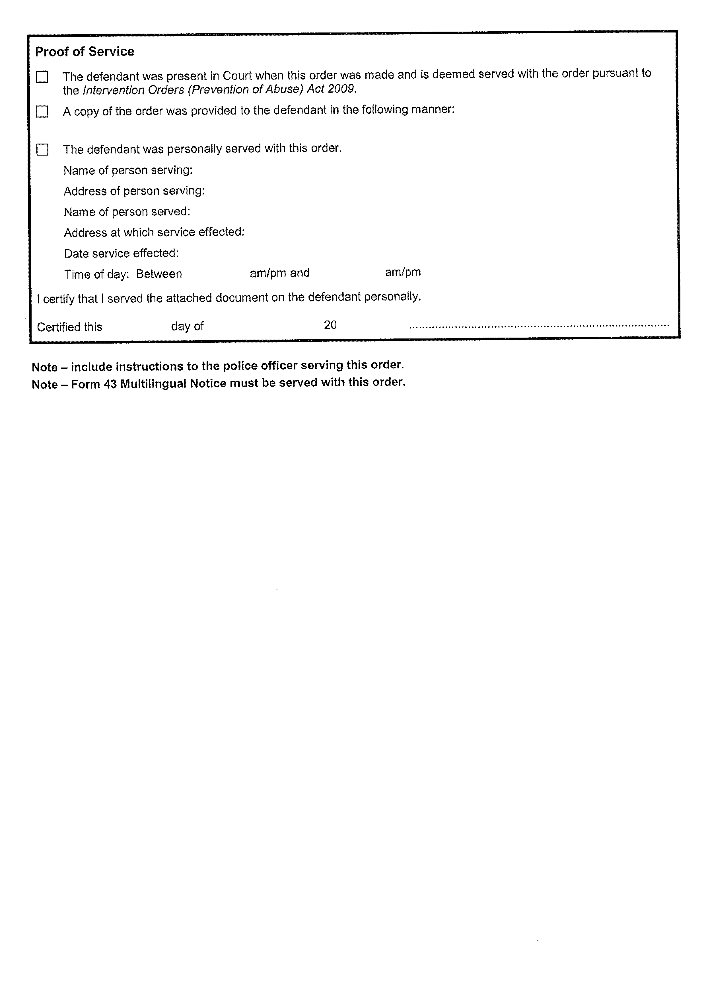 Proof of Service
The defendant was present in Court when this order was made and is deemed served with the order pursuant to
the Intervention Orders (Prevention of Abuse) Act 2009.
A copy of the order was provided to the defendant in the following manner:
The defendant was personally served with this order.
Name of person serving:
Address of person serving:
Name of person served:
Address at which service effected:
Date service effected:
Time of day: Between am/pm and am/pm
I certify that I served the attached document on the defendant personally.
Certified this day of 20 ................................................................................
Note – include instructions to the police officer serving this order.
Note – Form 43 Multilingual Notice must be served with this order.